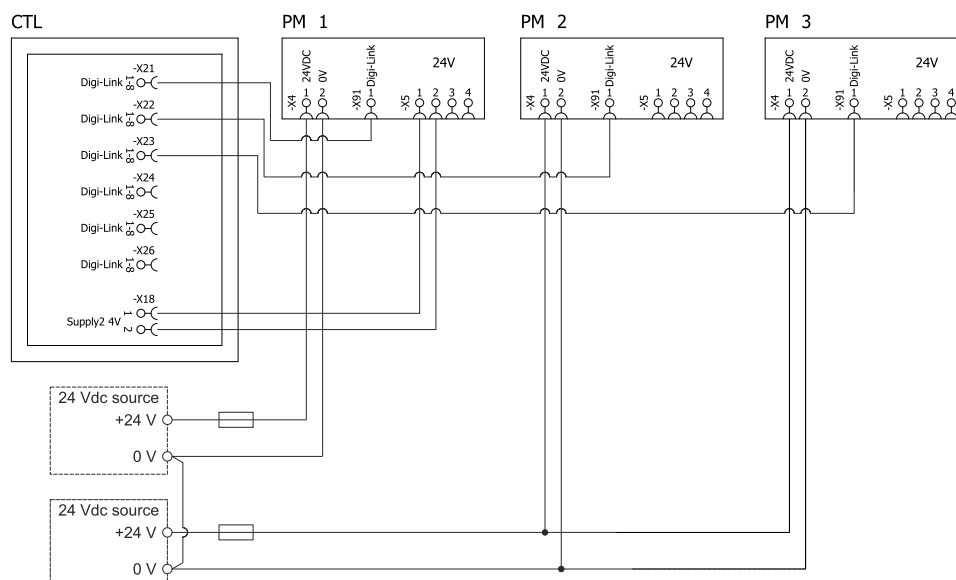 CTL
PM 1
PM 2
PM 3
-X21
Digi-Link 1-8
-X22
Digi-Link 1-8
-X23
Digi-Link 1-8
-X24
Digi-Link 1-8
-X25
Digi-Link 1-8
-X26
Digi-Link 1-8
-X18
Supply2 4V
1
2
-X4
24VDC
1
0V
2
-X91
Digi-Link
1
24V
-X5
1 2 3 4
-X4
24VDC
1
0V
2
-X91
Digi-Link
1
24V
-X5
1 2 3 4
-X4
24VDC
1
0V
2
-X91
Digi-Link
1
24V
-X5
1 2 3 4
24 Vdc source
+24 V
0 V
24 Vdc source
+24 V
0 V